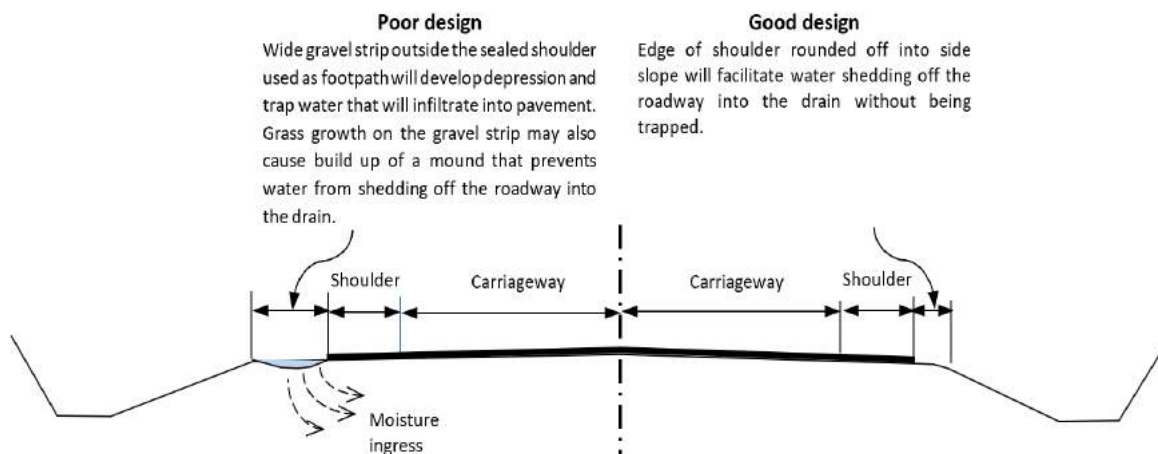 Poor design
Wide gravel strip outside the sealed shoulder
used as footpath will develop depression and
trap water that will infiltrate into pavement.
Grass growth on the gravel strip may also
cause build up of a mound that prevents
water from shedding off the roadway into
the drain.
Good design
Edge of shoulder rounded off into side
slope will facilitate water shedding off the
roadway into the drain without being
trapped.
Shoulder
Carriageway
Carriageway
Shoulder
Moisture
ingress